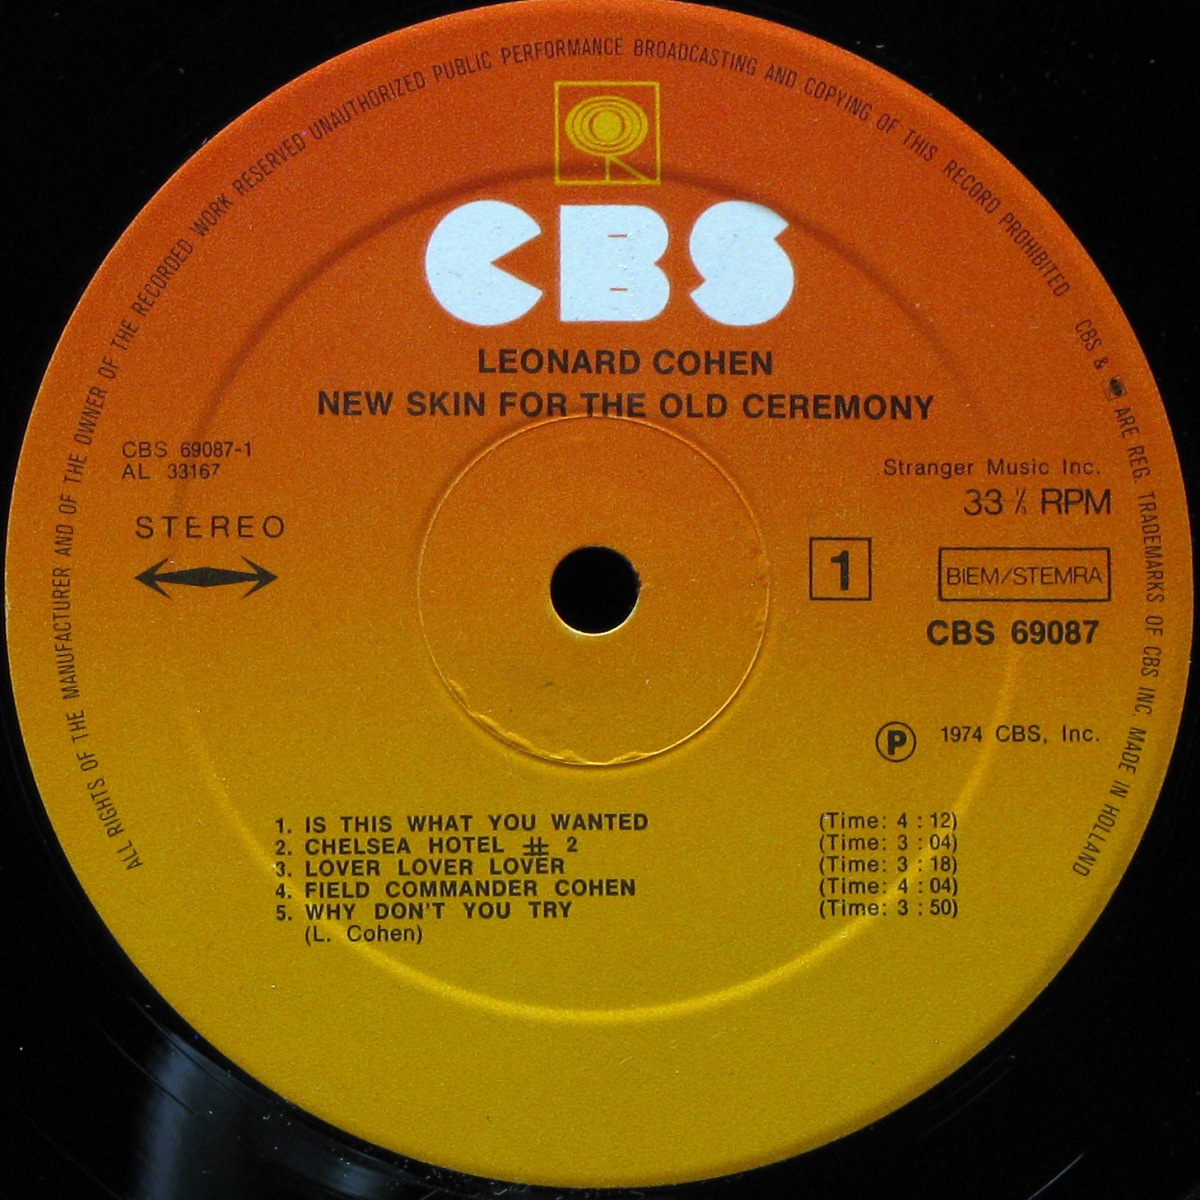 ALL RIGHTS OF THE MANUFACTURER AND OF THE OWNER OF THE RECORDED WORK RESERVED UNAUTHORIZED PUBLIC PERFORMANCE BROADCASTING AND COPYING OF THIS RECORD PROHIBITED CBS & ARE REG. TRADEMARKS OF CBS INC. MADE IN HOLLAND
CBS
LEONARD COHEN
NEW SKIN FOR THE OLD CEREMONY
CBS 69087-1
AL 33167
STEREO
Stranger Music Inc.
33 ⅓ RPM
1
BIEM/STEMRA
CBS 69087
Ⓟ 1974 CBS, Inc.
1. IS THIS WHAT YOU WANTED (Time: 4 : 12)
2. CHELSEA HOTEL # 2 (Time: 3 : 04)
3. LOVER LOVER LOVER (Time: 3 : 18)
4. FIELD COMMANDER COHEN (Time: 4 : 04)
5. WHY DON'T YOU TRY (Time: 3 : 50)
(L. Cohen)